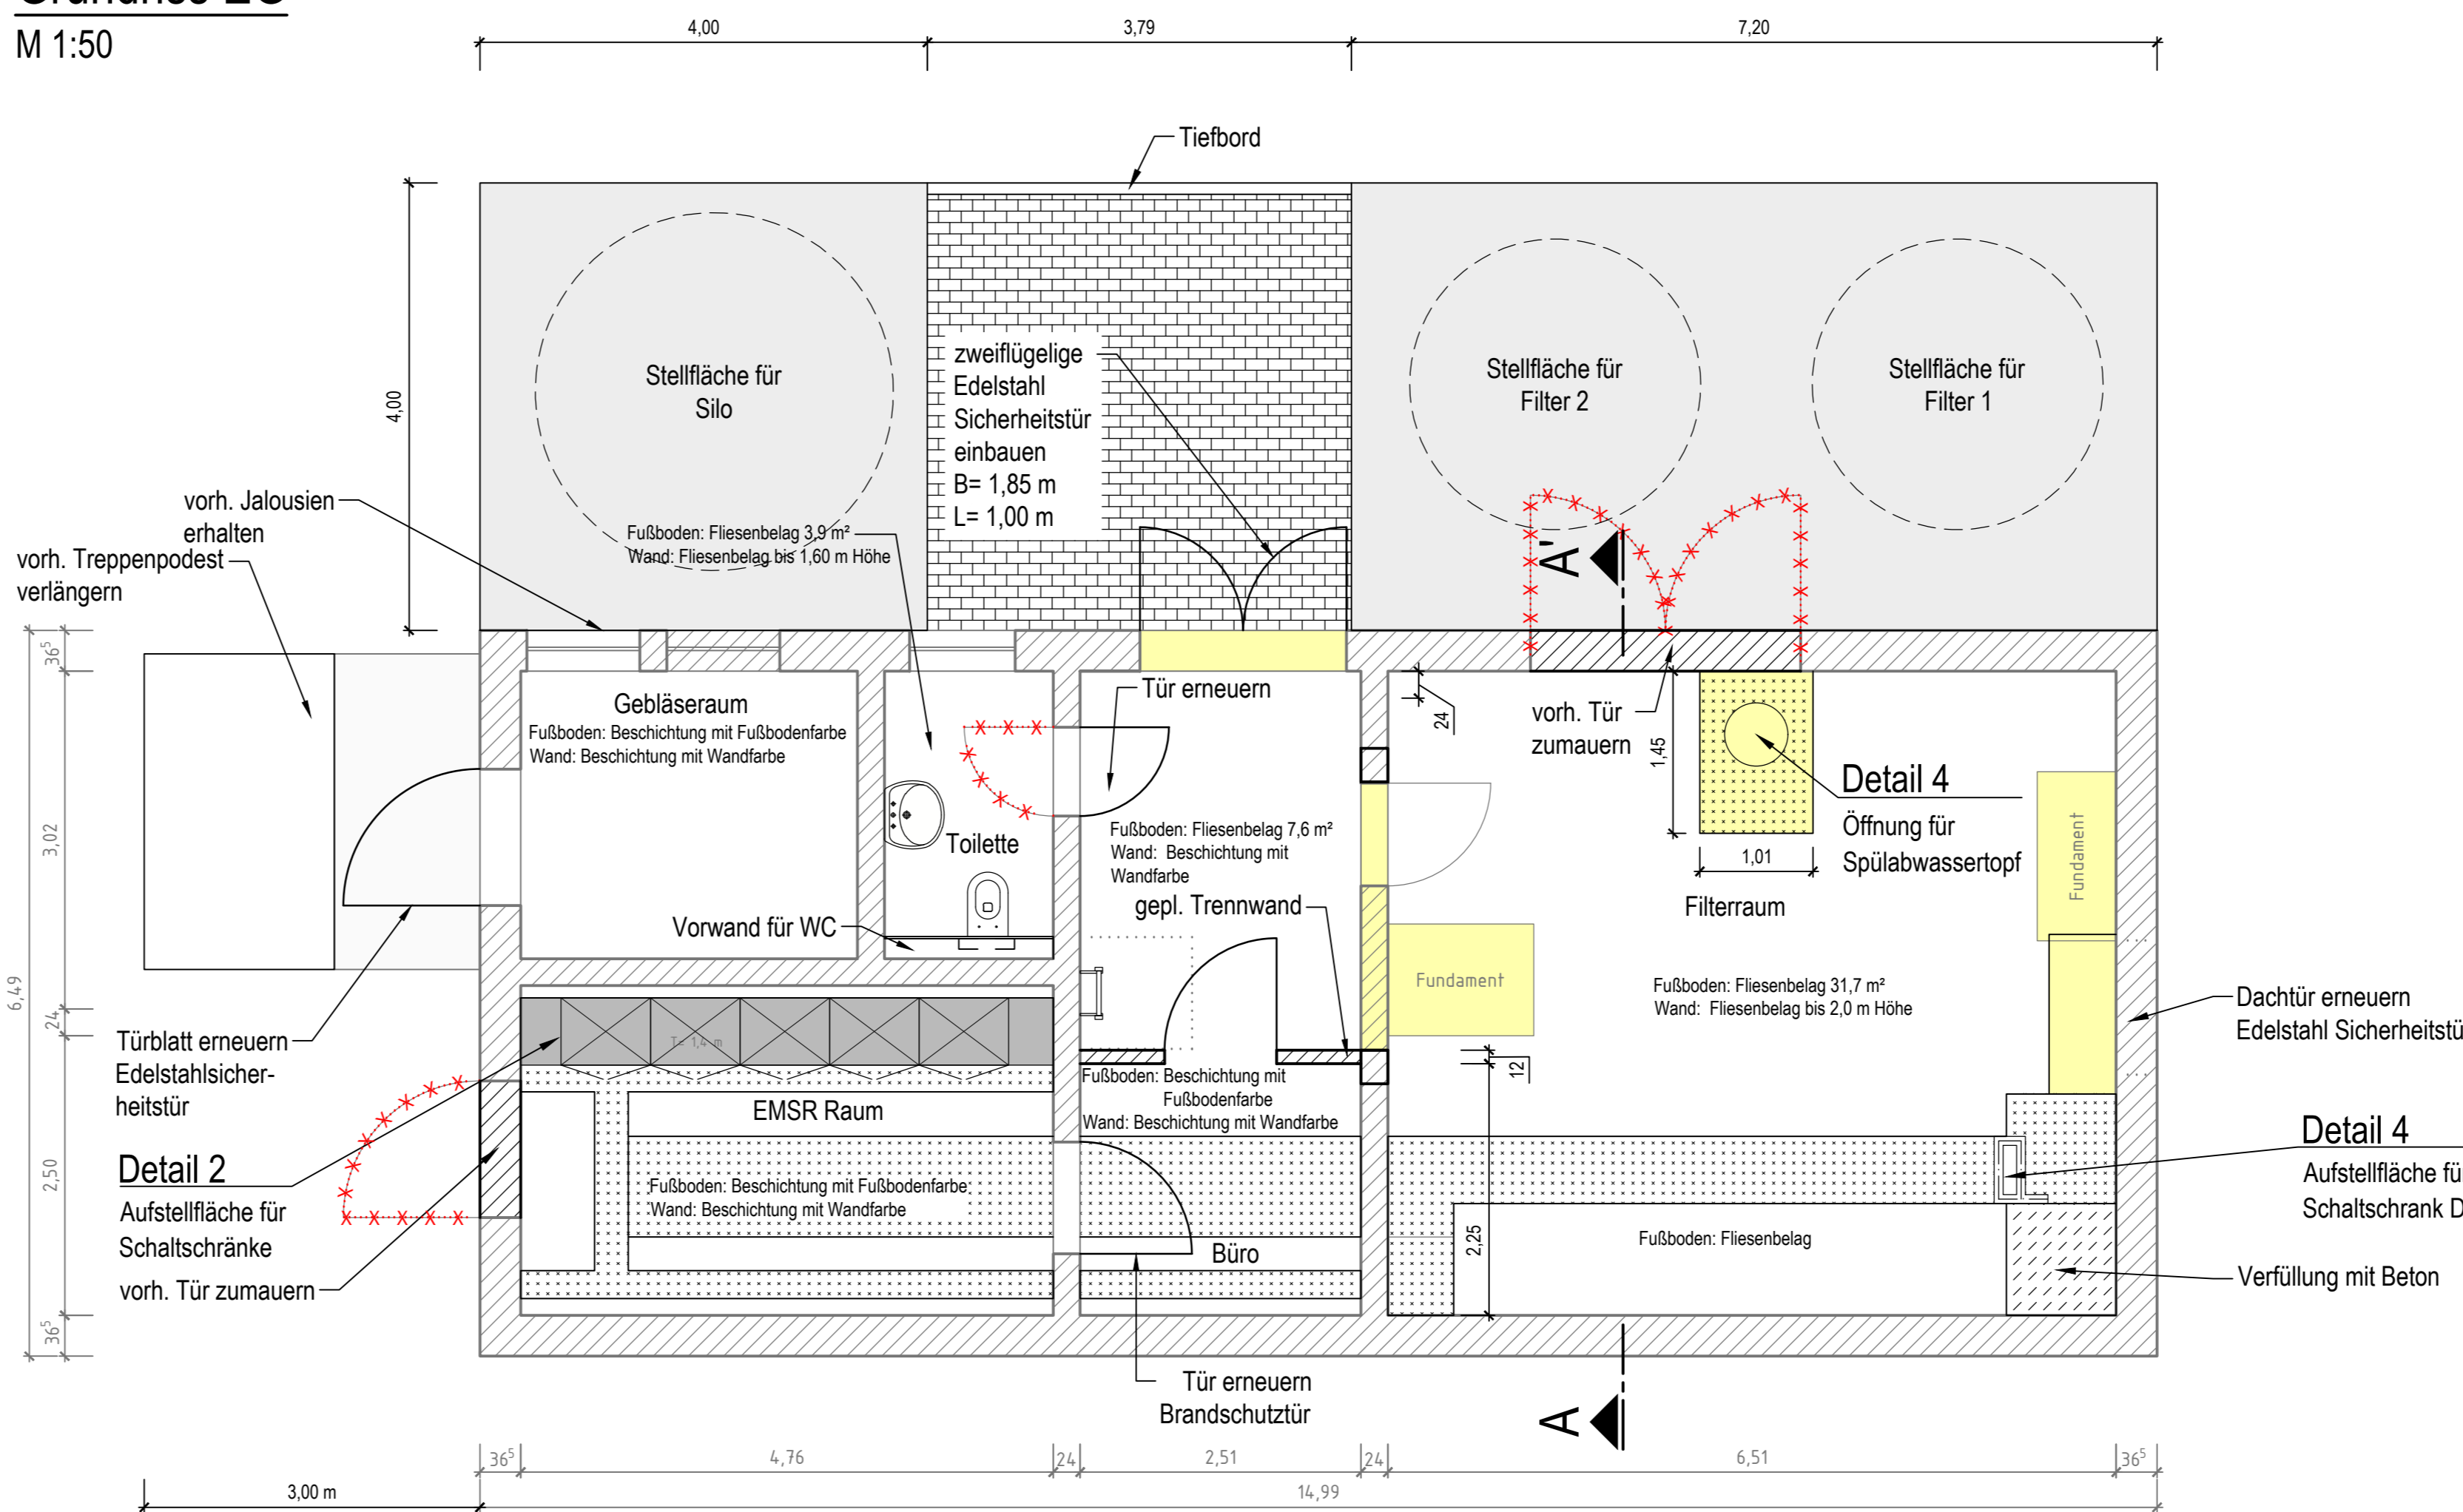 M 1:50
4,00
3,79
7,20
Tiefbord
4,00
Stellfläche für
Silo
zweiflügelige
Edelstahl
Sicherheitstür
einbauen
B= 1,85 m
L= 1,00 m
Stellfläche für
Filter 2
Stellfläche für
Filter 1
vorh. Jalousien
erhalten
vorh. Treppenpodest
verlängern
Fußboden: Fliesenbelag 3,9 m²
Wand: Fliesenbelag bis 1,60 m Höhe
A'
36⁵
3,02
24
2,50
36⁵
6,49
Gebläseraum
Fußboden: Beschichtung mit Fußbodenfarbe
Wand: Beschichtung mit Wandfarbe
Tür erneuern
24
vorh. Tür
zumauern
1,45
1,01
Detail 4
Öffnung für
Spülabwassertopf
Fundament
Toilette
Fußboden: Fliesenbelag 7,6 m²
Wand: Beschichtung mit
Wandfarbe
gepl. Trennwand
Vorwand für WC
Filterraum
Fundament
Fußboden: Fliesenbelag 31,7 m²
Wand: Fliesenbelag bis 2,0 m Höhe
Dachtür erneuern
Edelstahl Sicherheitstü
Türblatt erneuern
Edelstahlsicher-
heitstür
T= 1,4 m
12
Fußboden: Beschichtung mit
Fußbodenfarbe
Wand: Beschichtung mit Wandfarbe
EMSR Raum
Detail 2
Aufstellfläche für
Schaltschränke
vorh. Tür zumauern
Fußboden: Beschichtung mit Fußbodenfarbe
Wand: Beschichtung mit Wandfarbe
Büro
2,25
Fußboden: Fliesenbelag
Detail 4
Aufstellfläche fü
Schaltschrank D
Verfüllung mit Beton
Tür erneuern
Brandschutztür
A
36⁵
4,76
24
2,51
24
6,51
36⁵
3,00 m
14,99